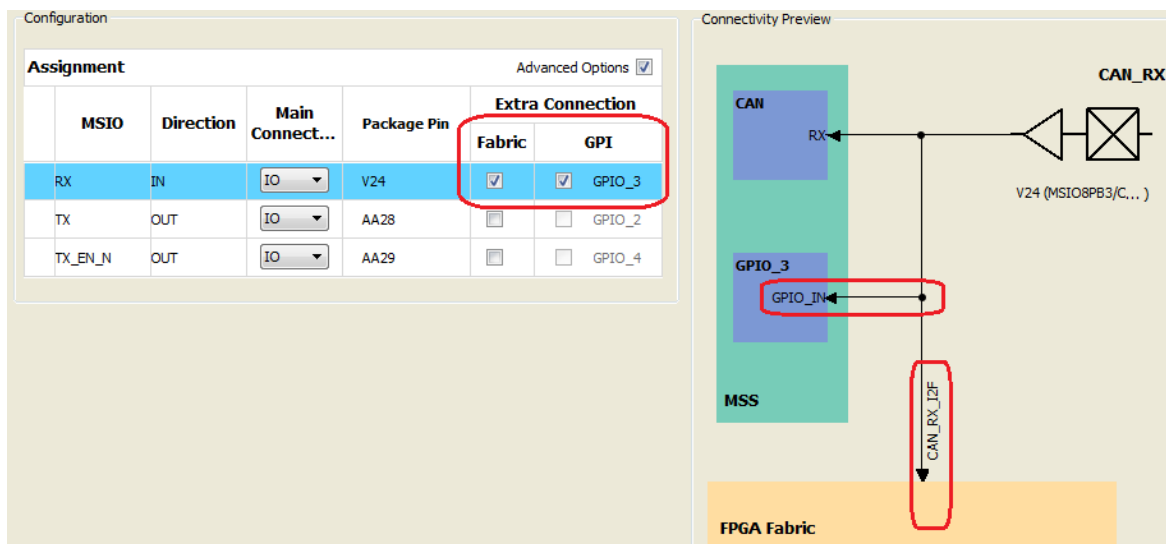 Configuration
Assignment Advanced Options
MSIO Direction Main Connect... Package Pin Extra Connection
Fabric GPI
RX IN IO V24 GPIO_3
TX OUT IO AA28 GPIO_2
TX_EN_N OUT IO AA29 GPIO_4
Connectivity Preview
CAN_RX
CAN
RX
V24 (MSIO8PB3/C... )
GPIO_3
GPIO_IN
CAN_RX_I2F
MSS
FPGA Fabric